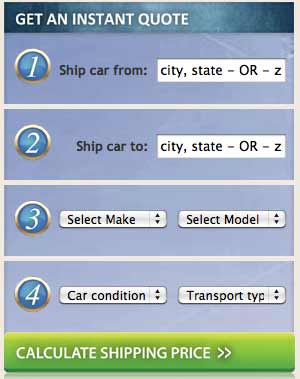 GET AN INSTANT QUOTE
1 Ship car from: city, state - OR - z
2 Ship car to: city, state - OR - z
3 Select Make Select Model
4 Car condition Transport typ
CALCULATE SHIPPING PRICE >>